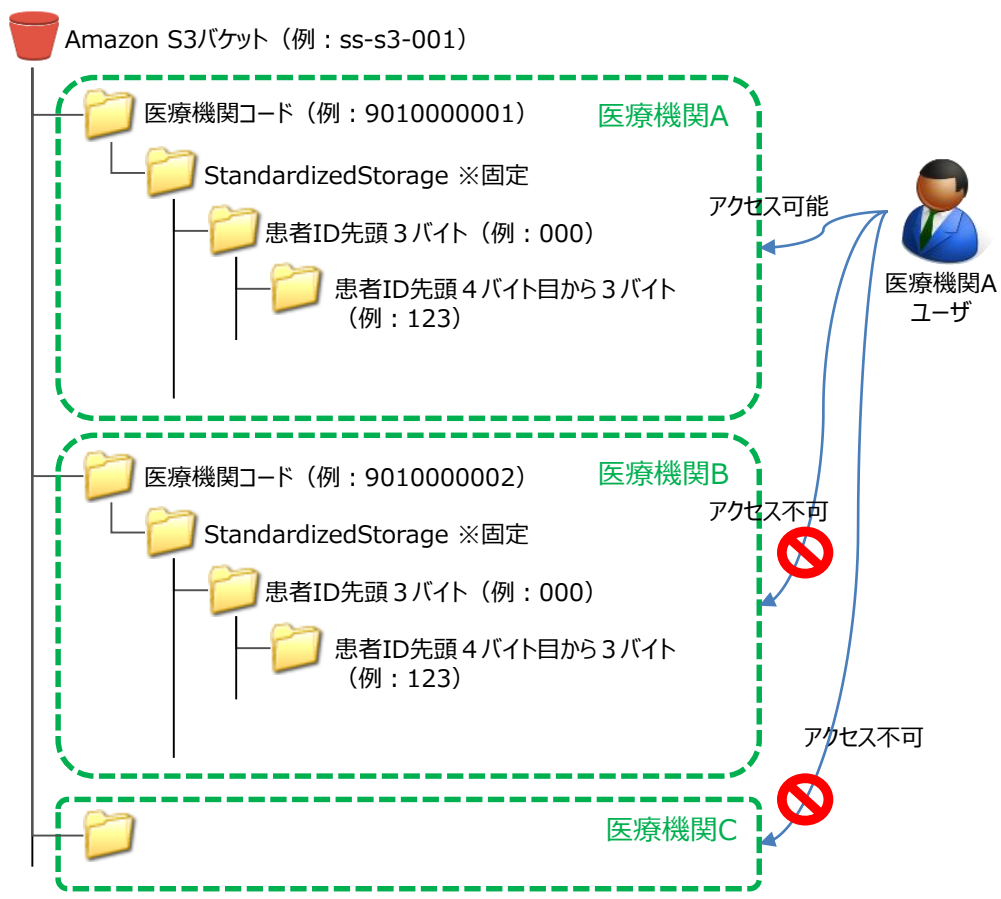 Amazon S3バケット（例：ss-s3-001）
医療機関コード（例：9010000001）
医療機関A
StandardizedStorage ※固定
アクセス可能
患者ID先頭３バイト（例：000）
患者ID先頭４バイト目から３バイト
（例：123）
医療機関A
ユーザ
医療機関コード（例：9010000002）
医療機関B
アクセス不可
StandardizedStorage ※固定
患者ID先頭３バイト（例：000）
患者ID先頭４バイト目から３バイト
（例：123）
アクセス不可
医療機関C